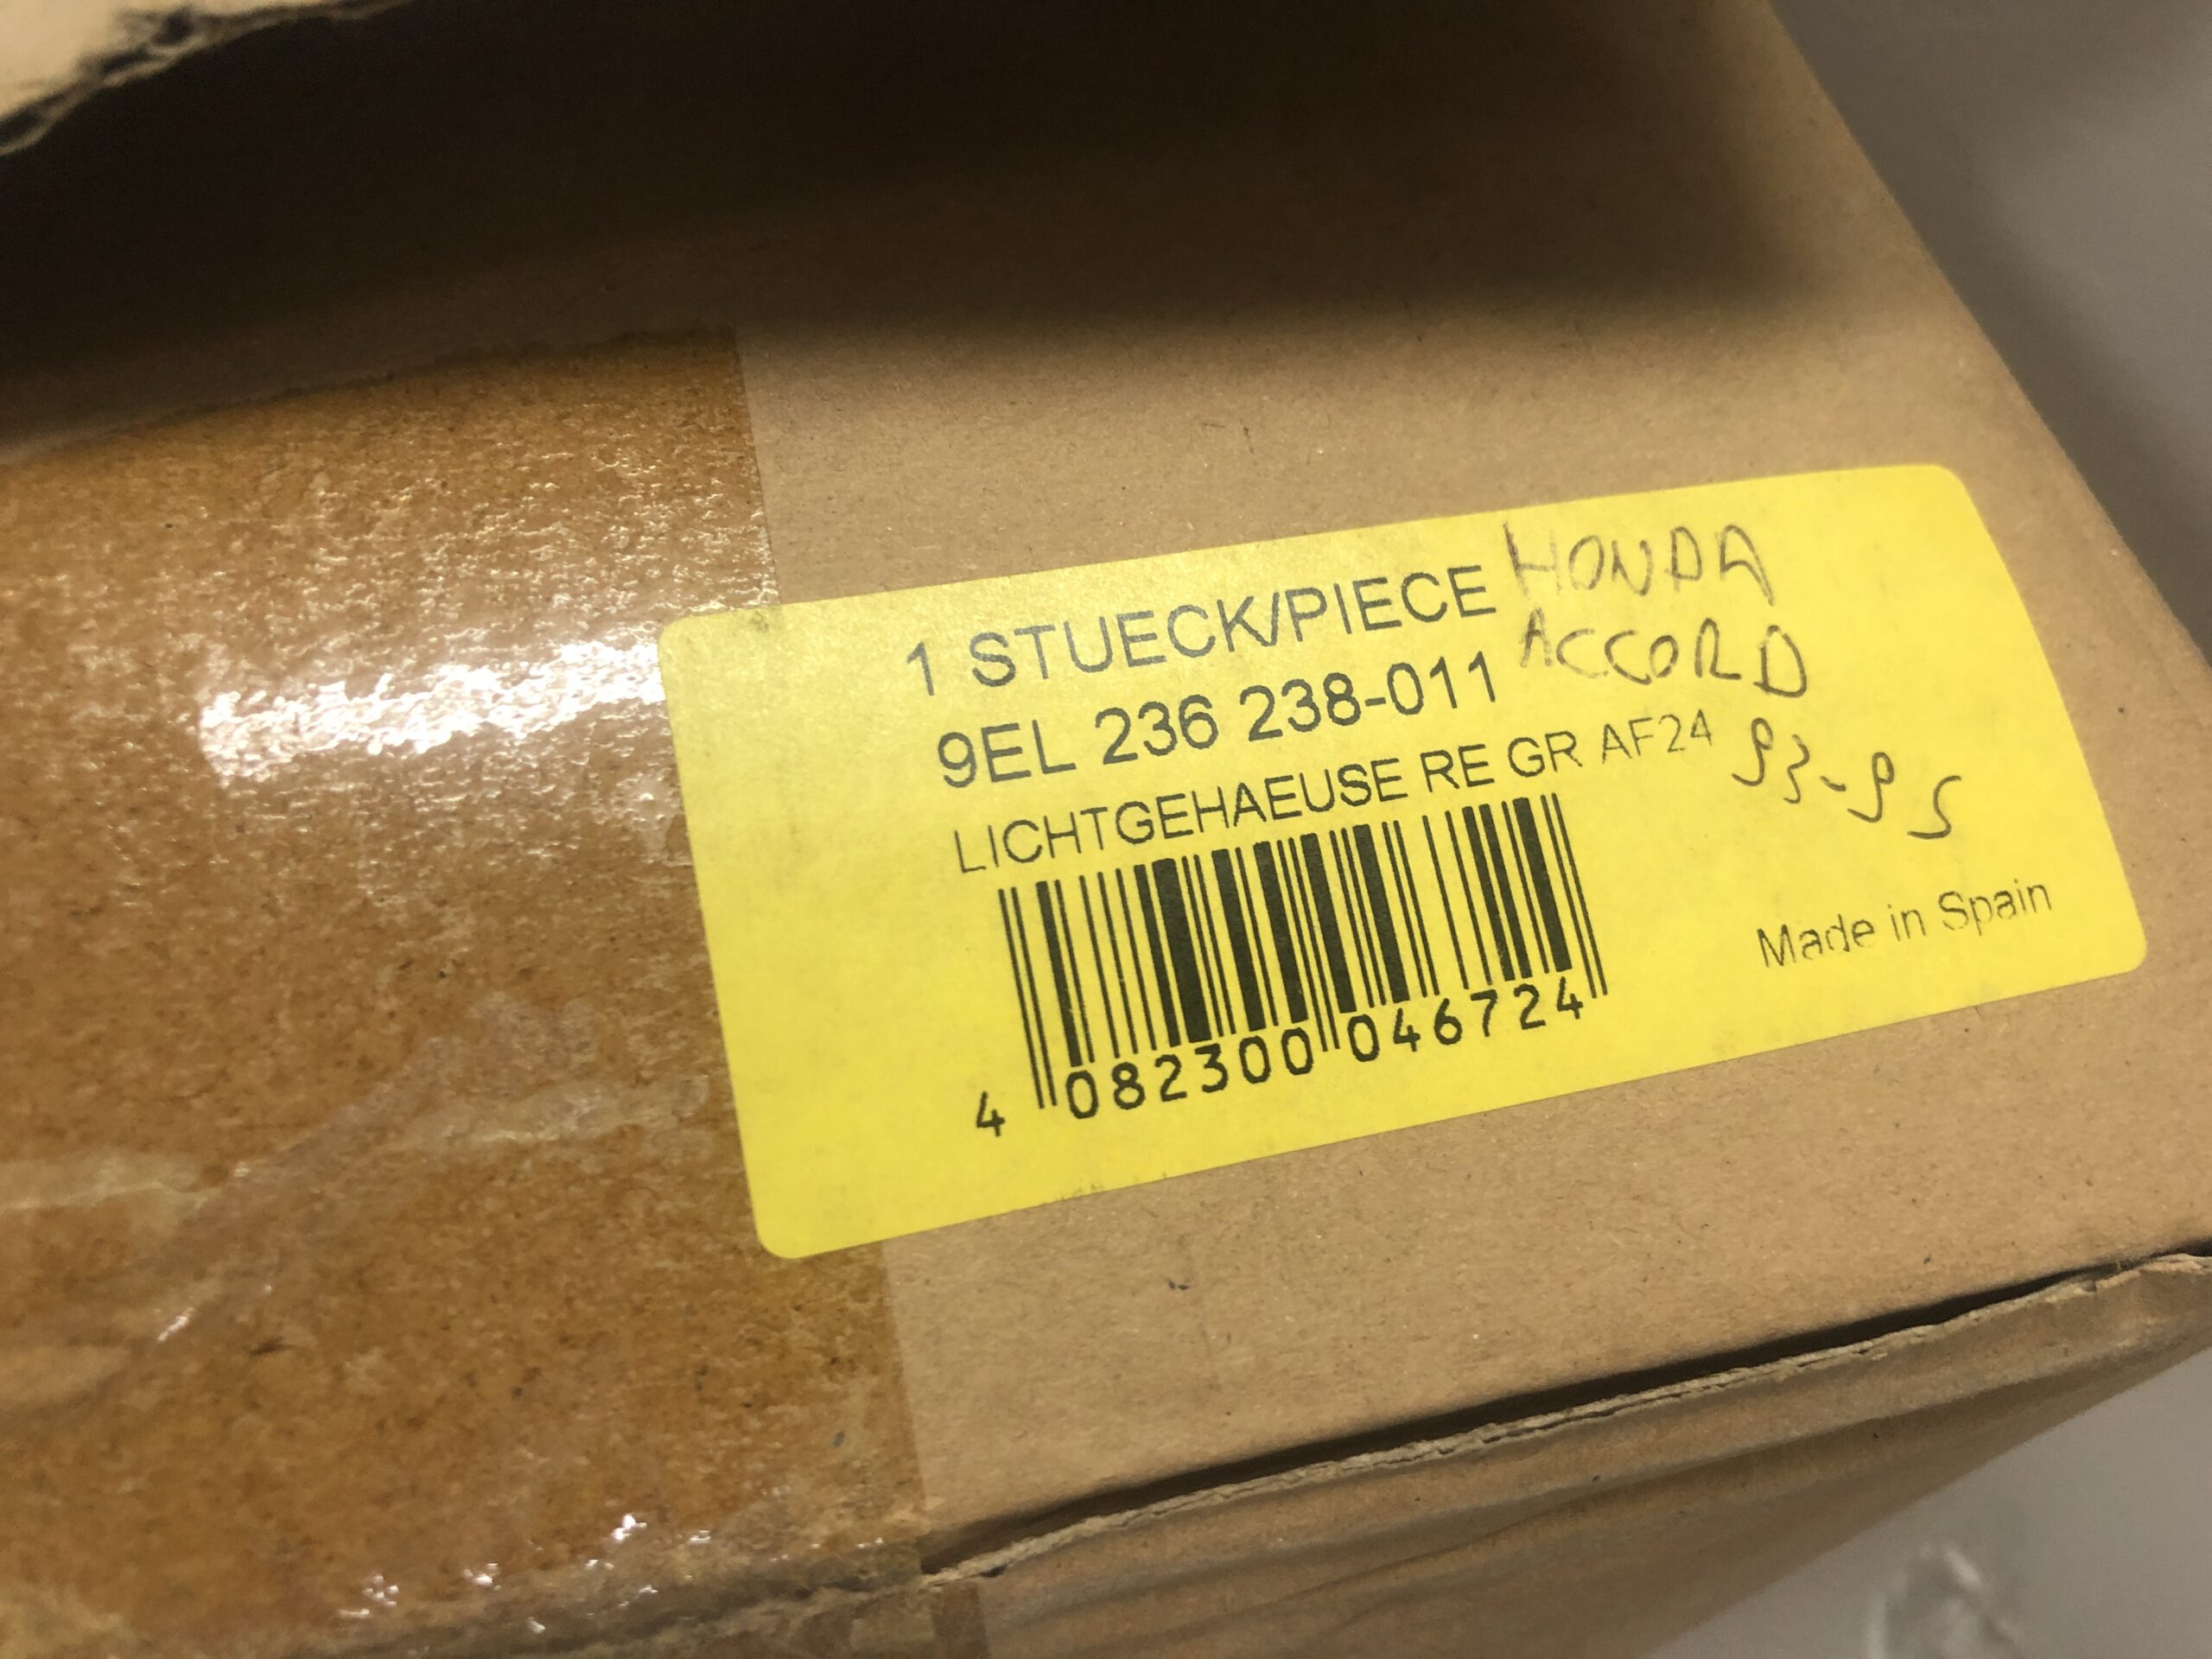 1 STUECK/PIECE
HONDA
ACCORD
93-95
9EL 236 238-011
LICHTGEHAEUSE RE GR AF24
4 082300 046724
Made in Spain